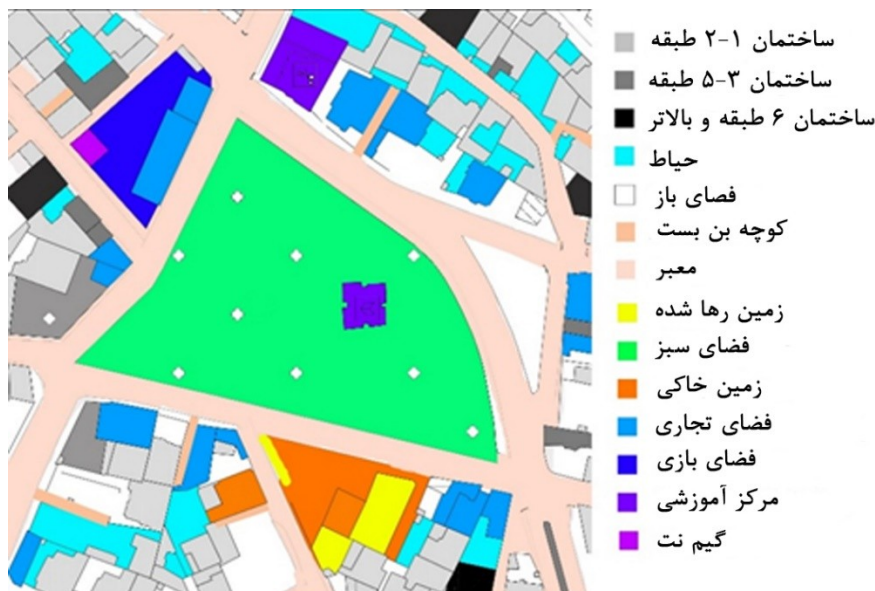 ساختمان ۱-۲ طبقه
ساختمان ۳-۵ طبقه
ساختمان ۶ طبقه و بالاتر
حیاط
فضای باز
کوچه بن بست
معبر
زمین رها شده
فضای سبز
زمین خاکی
فضای تجاری
فضای بازی
مرکز آموزشی
گیم نت